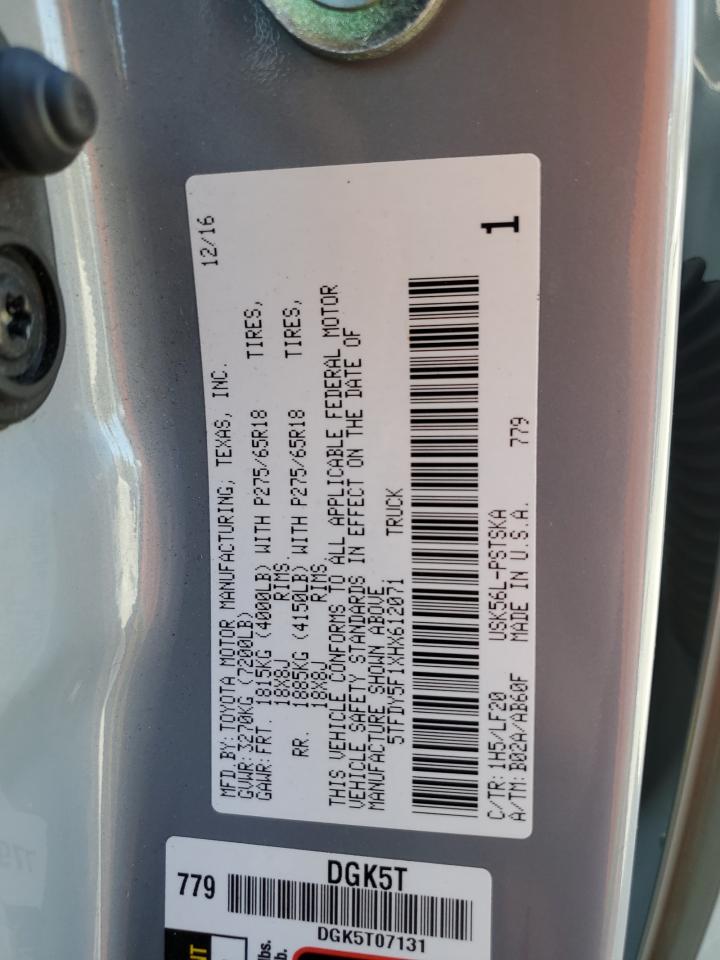 MFD.BY:TOYOTA MOTOR MANUFACTURING, TEXAS, INC. 12/16
GVWR:3270KG (7200LB)
GAWR:FRT. 1815KG (4000LB) WITH P275/65R18 TIRES,
18X8J RIMS.
RR. 1885KG (4150LB) WITH P275/65R18 TIRES,
18X8J RIMS
THIS VEHICLE CONFORMS TO ALL APPLICABLE FEDERAL MOTOR
VEHICLE SAFETY STANDARDS IN EFFECT ON THE DATE OF
MANUFACTURE SHOWN ABOVE
5TFDY5F1XHX612071 TRUCK
C/TR:1H5/LF20 USK56L-PSTSKA 779
A/TM:B02A/AB60F MADE IN U.S.A. 1
DGK5T
779
DGK5T07131
lbs.